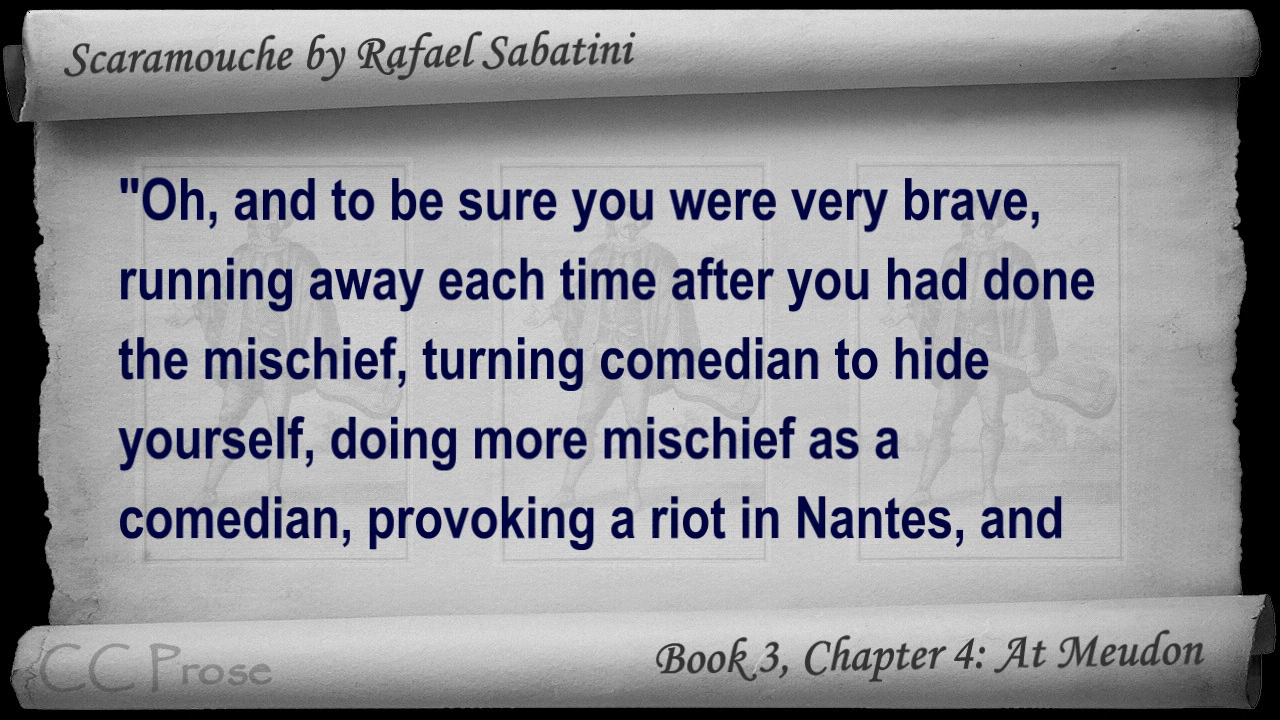 Scaramouche by Rafael Sabatini
"Oh, and to be sure you were very brave,
running away each time after you had done
the mischief, turning comedian to hide
yourself, doing more mischief as a
comedian, provoking a riot in Nantes, and
CC Prose
Book 3, Chapter 4: At Meudon